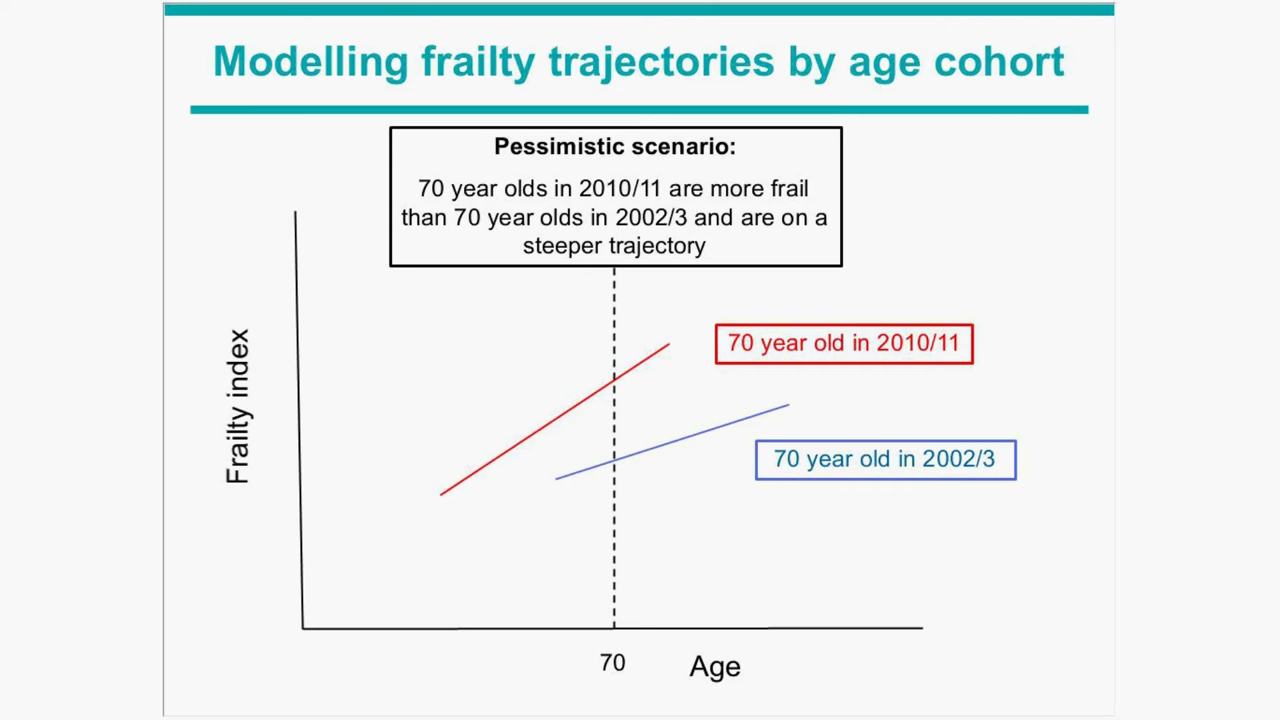 Modelling frailty trajectories by age cohort
Pessimistic scenario:
70 year olds in 2010/11 are more frail
than 70 year olds in 2002/3 and are on a
steeper trajectory
70 year old in 2010/11
Frailty index
70 year old in 2002/3
70
Age